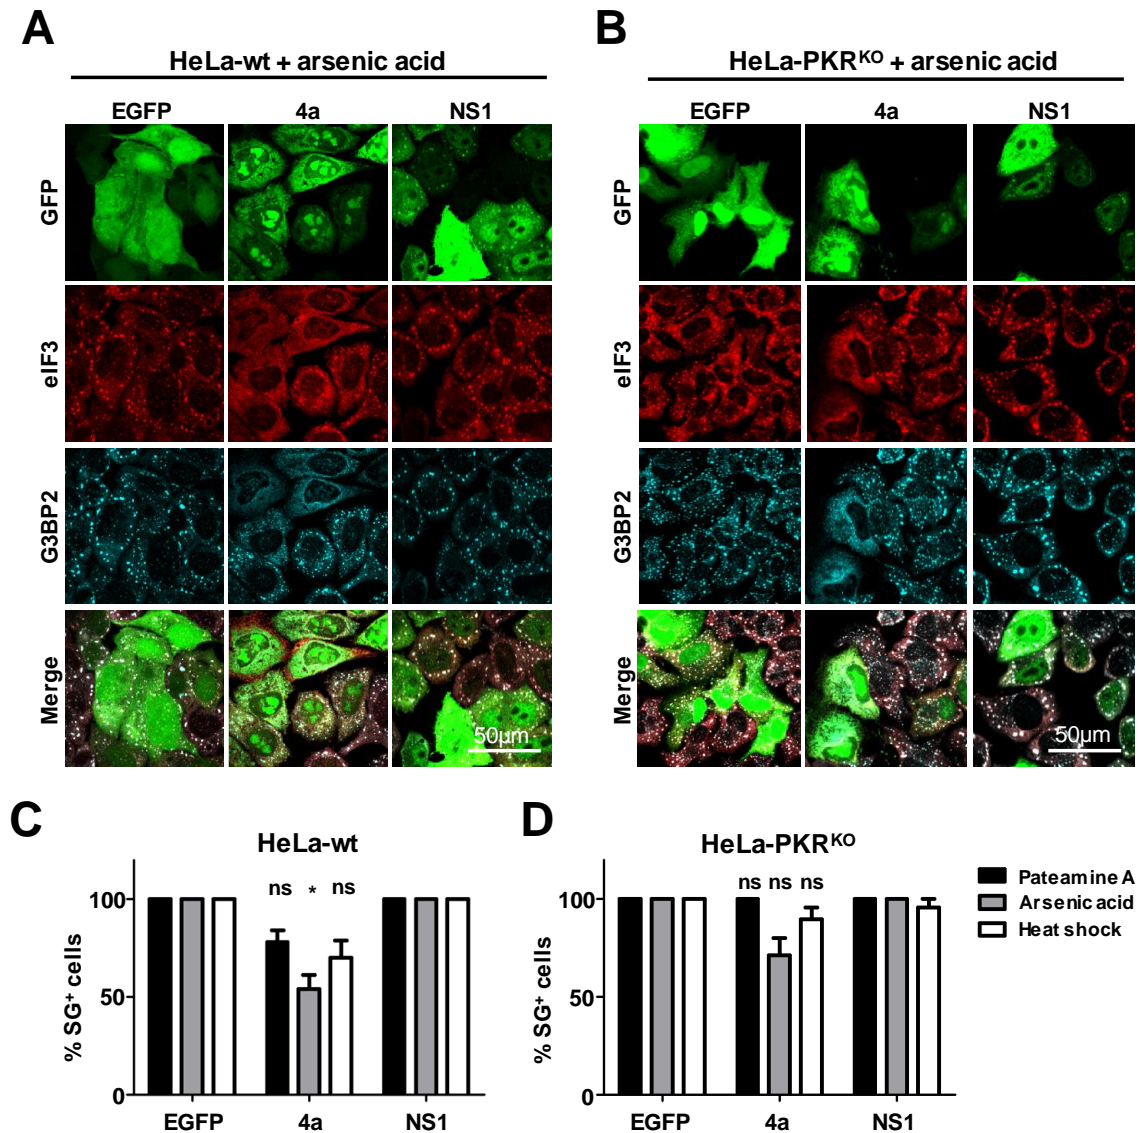 A
HeLa-wt + arsenic acid
EGFP 4a NS1
GFP
eIF3
G3BP2
Merge
50µm
B
HeLa-PKRKO + arsenic acid
EGFP 4a NS1
GFP
eIF3
G3BP2
Merge
50µm
C
HeLa-wt
% SG+ cells
100
50
0
ns * ns
EGFP 4a NS1
D
HeLa-PKRKO
% SG+ cells
100
50
0
ns ns ns
EGFP 4a NS1
Pateamine A
Arsenic acid
Heat shock